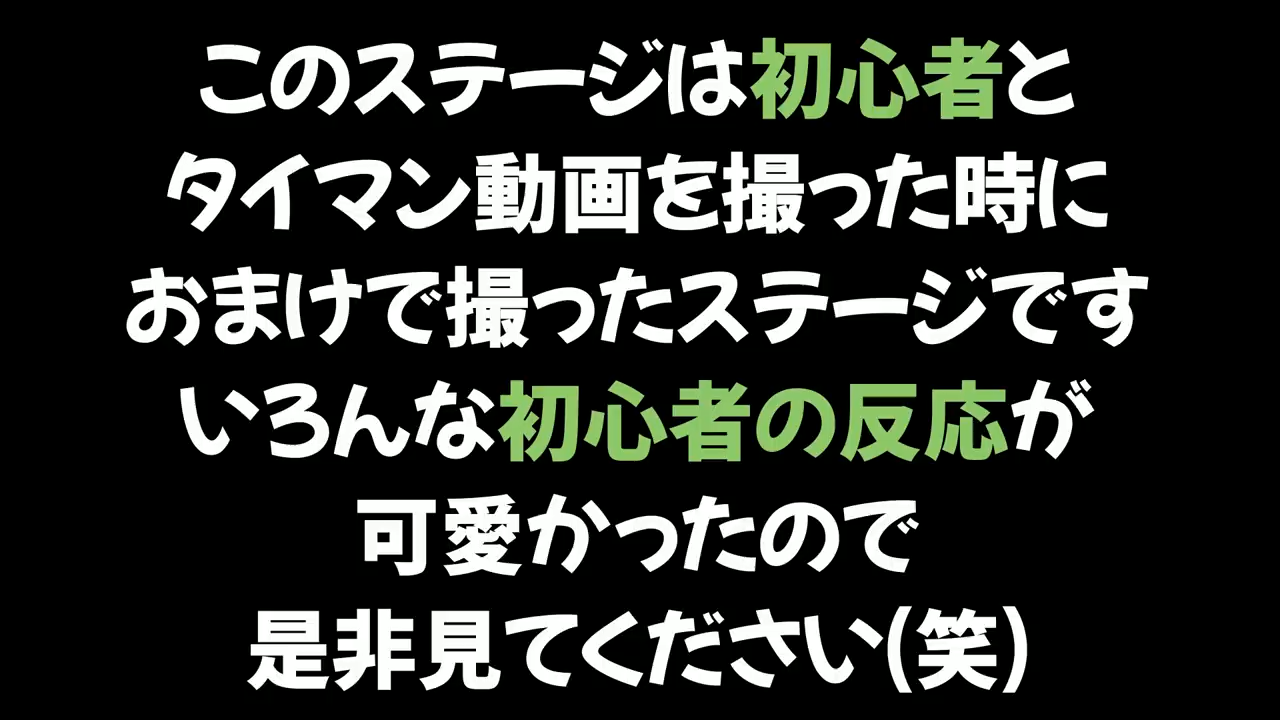 このステージは初心者と
タイマン動画を撮った時に
おまけで撮ったステージです
いろんな初心者の反応が
可愛かったので
是非見てください(笑)